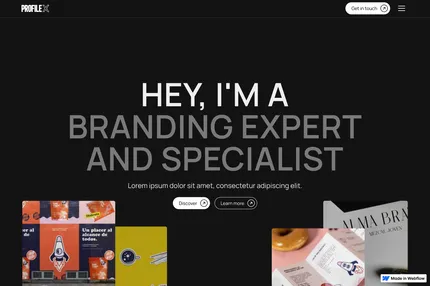 PROFILE X
Get in touch
HEY, I'M A
BRANDING EXPERT
AND SPECIALIST
Lorem ipsum dolor sit amet, consectetur adipiscing elit.
Discover
Learn more
al placer al
alcance de
todos.
ALMA BRA
Made in Webflow